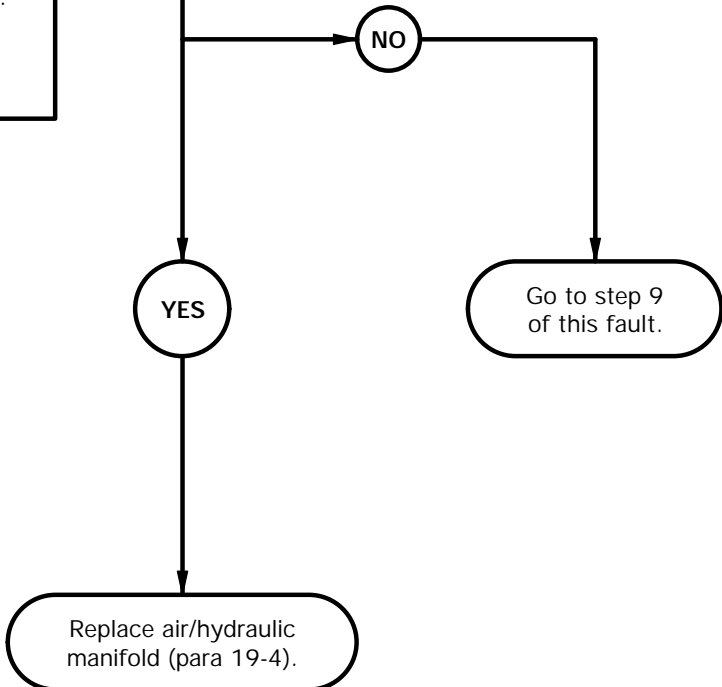 NO
YES
Go to step 9
of this fault.
Replace air/hydraulic
manifold (para 19-4).